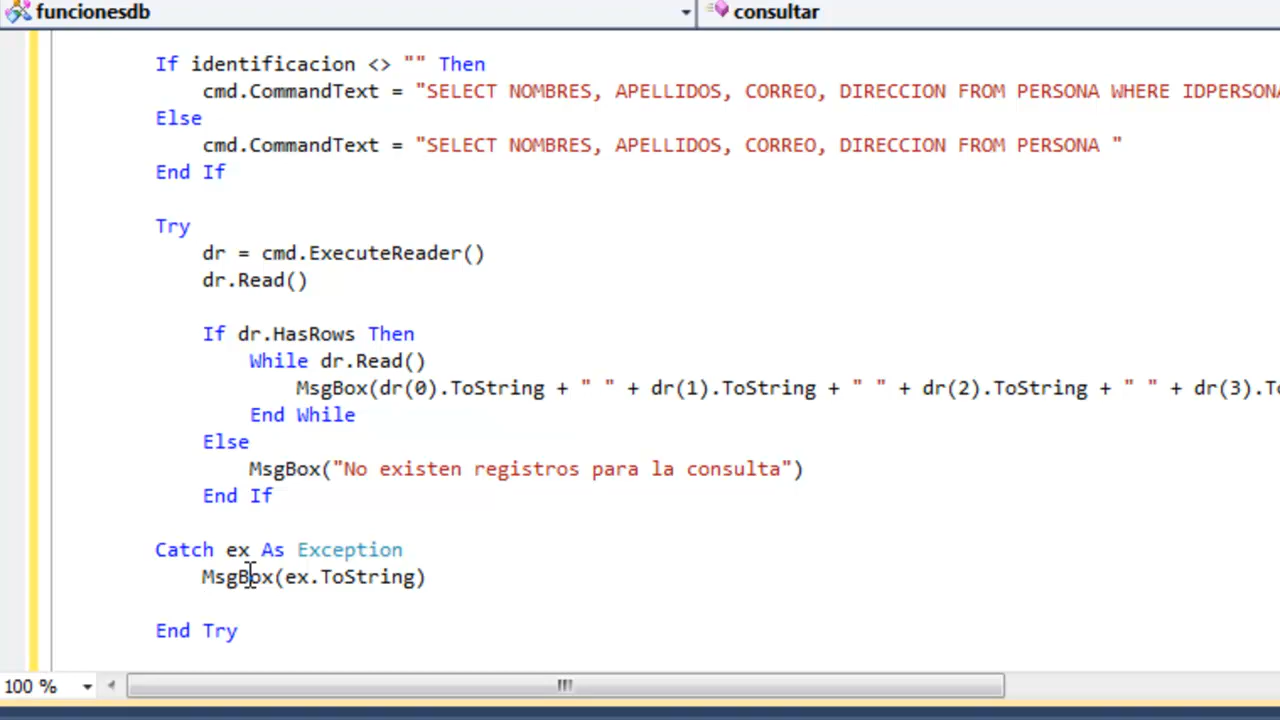 funcionesdb
consultar
If identificacion <> "" Then
cmd.CommandText = "SELECT NOMBRES, APELLIDOS, CORREO, DIRECCION FROM PERSONA WHERE IDPERSONA
Else
cmd.CommandText = "SELECT NOMBRES, APELLIDOS, CORREO, DIRECCION FROM PERSONA "
End If
Try
dr = cmd.ExecuteReader()
dr.Read()
If dr.HasRows Then
While dr.Read()
MsgBox(dr(0).ToString + " " + dr(1).ToString + " " + dr(2).ToString + " " + dr(3).To
End While
Else
MsgBox("No existen registros para la consulta")
End If
Catch ex As Exception
MsgBox(ex.ToString)
End Try
100 %